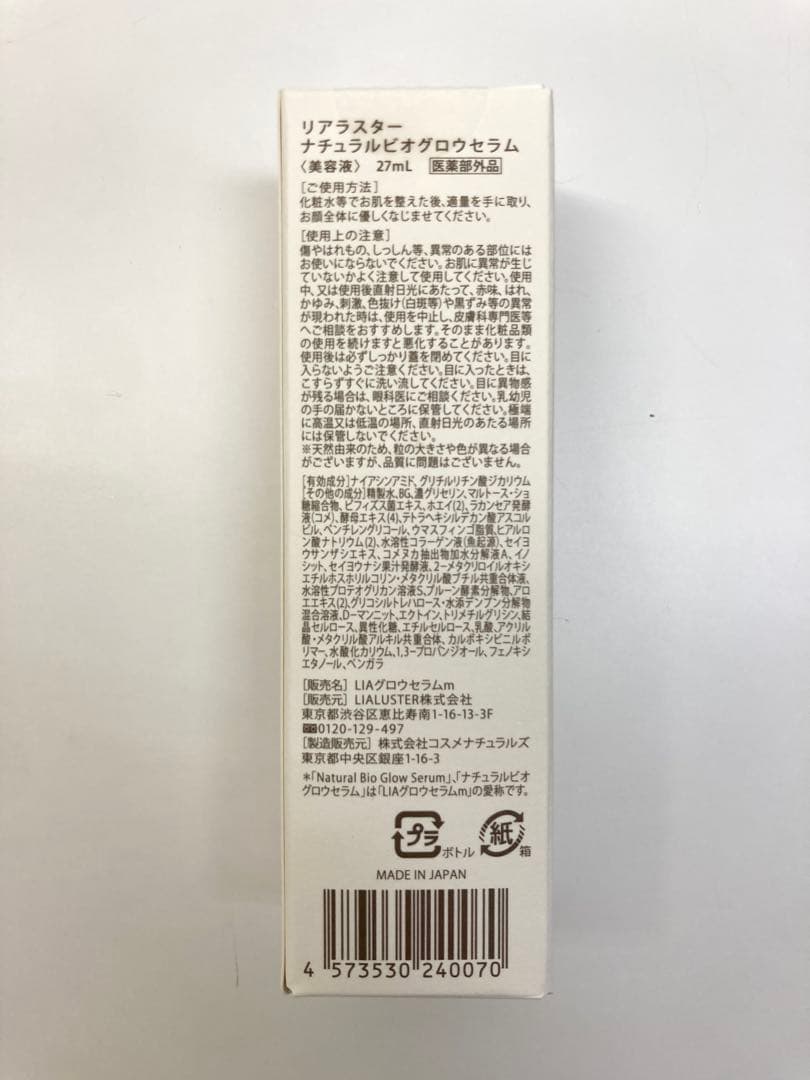 リアラスター
ナチュラルビオグロウセラム
〈美容液〉 27mL 医薬部外品
［ご使用方法］
化粧水等でお肌を整えた後、適量を手に取り、
お顔全体に優しくなじませてください。
［使用上の注意］
傷やはれもの、しっしん等、異常のある部位には
お使いにならないでください。お肌に異常が生じ
ていないかよく注意して使用してください。使用
中、又は使用後直射日光にあたって、赤味、はれ、
かゆみ、刺激、色抜け(白斑等)や黒ずみ等の異常
が現われた時は、使用を中止し、皮膚科専門医等
へご相談をおすすめします。そのまま化粧品類
の使用を続けますと悪化することがあります。
使用後は必ずしっかり蓋を閉めてください。目に
入らないようご注意ください。目に入ったときは、
こすらずすぐに洗い流してください。目に異物感
が残る場合は、眼科医にご相談ください。乳幼児
の手の届かないところに保管してください。極端
に高温又は低温の場所、直射日光のあたる場所
には保管しないでください。
※天然由来のため、粒の大きさや色が異なる場合
がございますが、品質に問題はございません。
［有効成分］ナイアシンアミド、グリチルリチン酸ジカリウム
［その他の成分］精製水、BG、濃グリセリン、マルトース・ショ
糖縮合物、ビフィズス菌エキス、ホエイ(2)、ラカンセア発酵
液(コメ)、酵母エキス(4)、テトラヘキシルデカン酸アスコル
ビル、ペンチレングリコール、ウマスフィンゴ脂質、ヒアルロ
ン酸ナトリウム(2)、水溶性コラーゲン液(魚起源)、セイヨ
ウサンザシエキス、コメヌカ抽出物加水分解液A、イノ
シット、セイヨウナシ果汁発酵液、2－メタクリロイルオキシ
エチルホスホリルコリン・メタクリル酸ブチル共重合体液、
水溶性プロテオグリカン溶液S、プルーン酵素分解物、アロ
エエキス(2)、グリコシルトレハロース・水添デンプン分解物
混合溶液、D－マンニット、エクトイン、トリメチルグリシン、結
晶セルロース、異性化糖、エチルセルロース、乳酸、アクリル
酸・メタクリル酸アルキル共重合体、カルボキシビニルポ
リマー、水酸化カリウム、1,3－プロパンジオール、フェノキシ
エタノール、ベンガラ
［販売名］LIAグロウセラムm
［販売元］LIALUSTER株式会社
東京都渋谷区恵比寿南1-16-13-3F
0120-129-497
［製造販売元］株式会社コスメナチュラルズ
東京都中央区銀座1-16-3
＊「Natural Bio Glow Serum」、「ナチュラルビオ
グロウセラム」は「LIAグロウセラムm」の愛称です。
プラ ボトル 紙 箱
MADE IN JAPAN
4 573530 240070